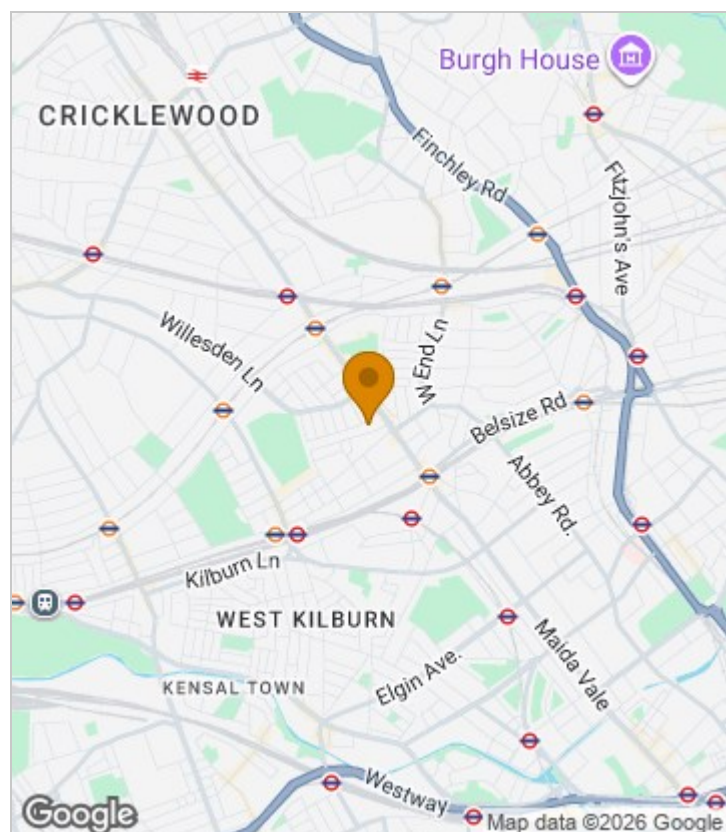 Burgh House
CRICKLEWOOD
Finchley Rd
Fitzjohn's Ave
Willesden Ln
W End Ln
Belsize Rd
Abbey Rd.
Kilburn Ln
WEST KILBURN
Maida Vale
Elgin Ave.
KENSAL TOWN
Westway
Google
Map data ©2026 Google